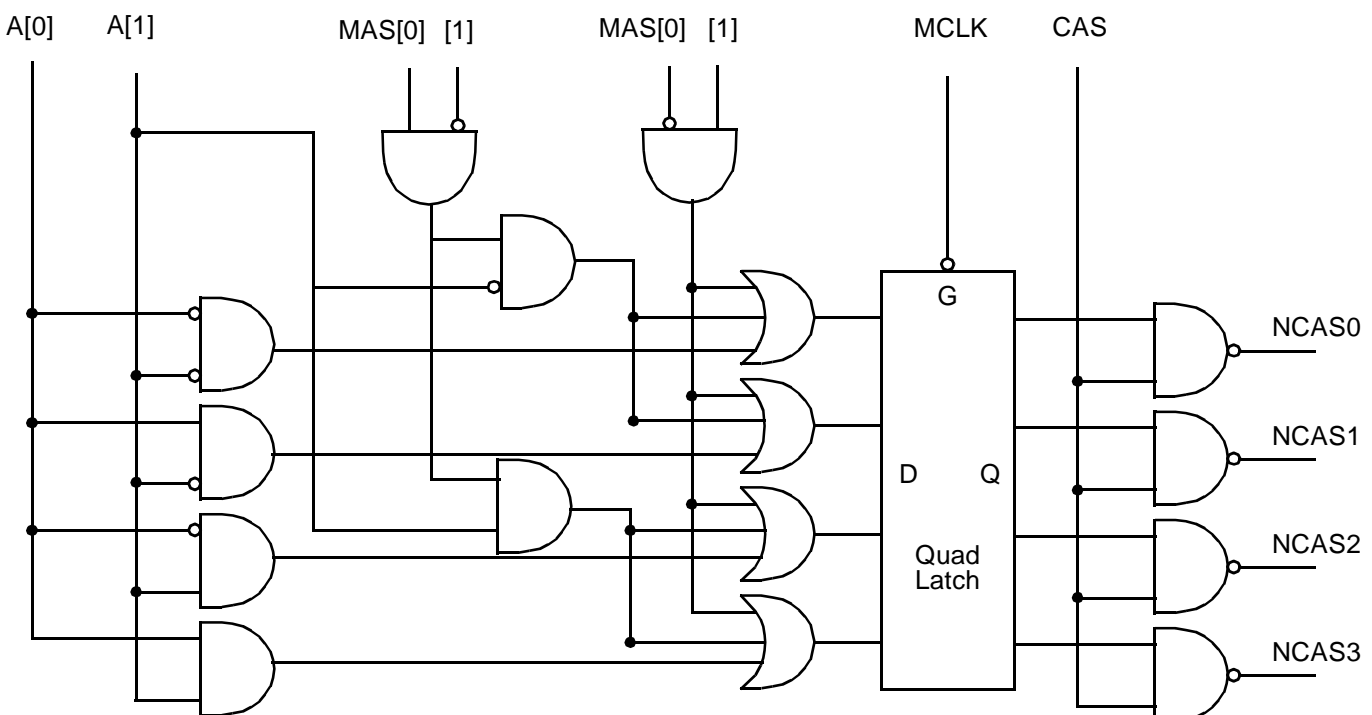 A[0] A[1] MAS[0] [1] MAS[0] [1] MCLK CAS
G
NCAS0
NCAS1
D Q
NCAS2
Quad
Latch
NCAS3